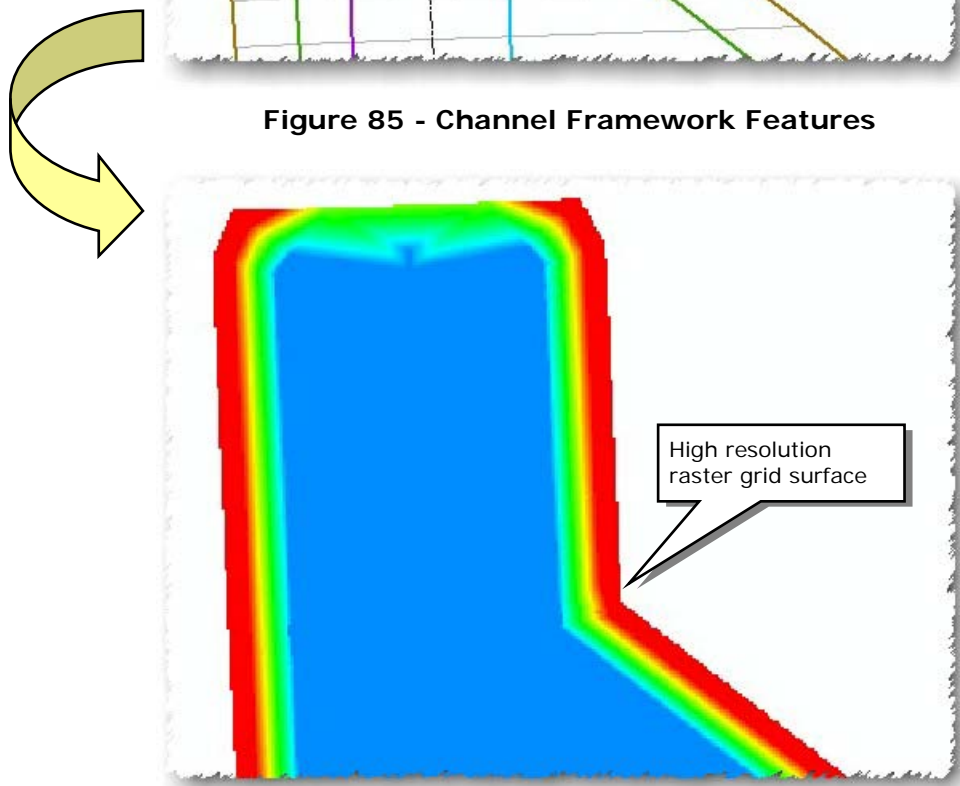 Figure 85 - Channel Framework Features
High resolution
raster grid surface